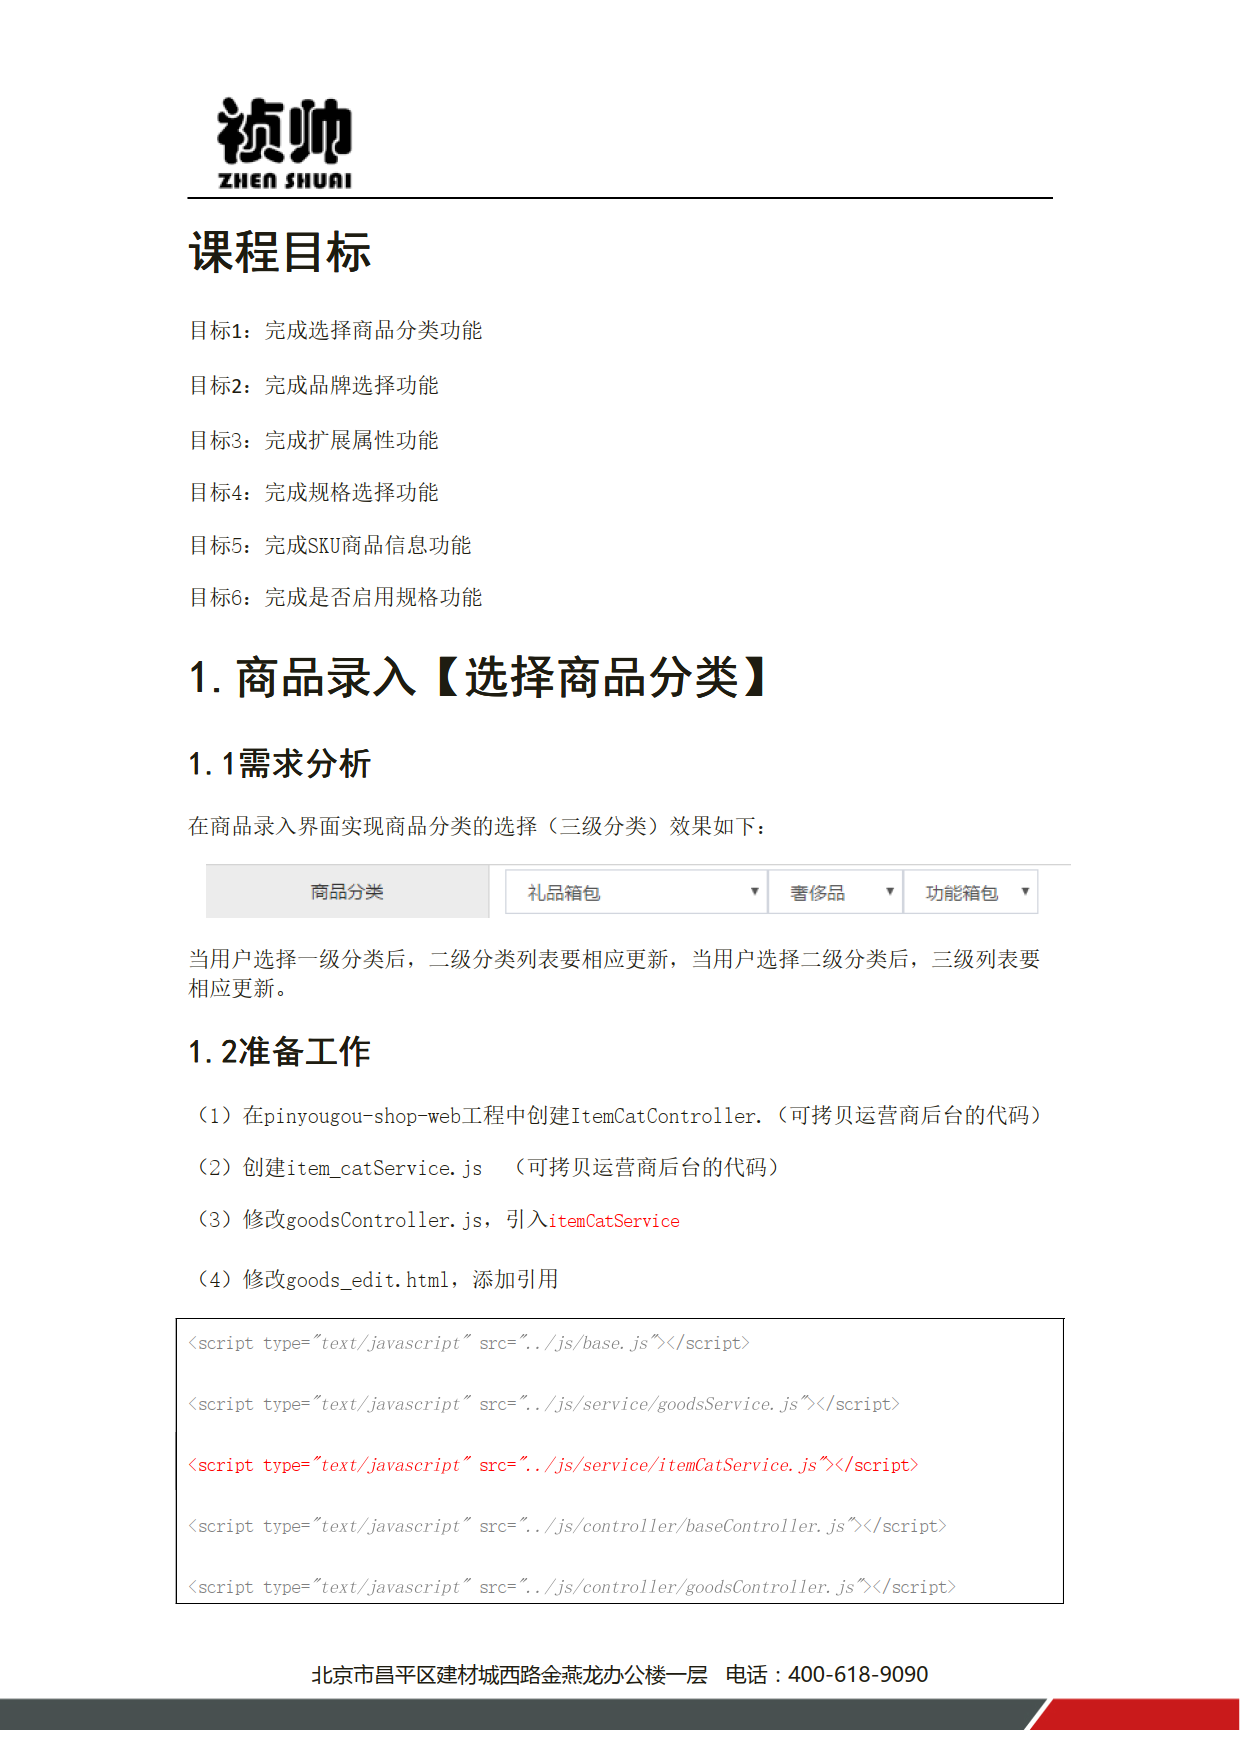 祯帅
ZHEN SHUAI
课程目标
目标1：完成选择商品分类功能
目标2：完成品牌选择功能
目标3：完成扩展属性功能
目标4：完成规格选择功能
目标5：完成SKU商品信息功能
目标6：完成是否启用规格功能
1.商品录入【选择商品分类】
1.1需求分析
在商品录入界面实现商品分类的选择（三级分类）效果如下：
商品分类 礼品箱包 奢侈品 功能箱包
当用户选择一级分类后，二级分类列表要相应更新，当用户选择二级分类后，三级列表要
相应更新。
1.2准备工作
（1）在pinyougou-shop-web工程中创建ItemCatController.（可拷贝运营商后台的代码）
（2）创建item_catService.js （可拷贝运营商后台的代码）
（3）修改goodsController.js，引入itemCatService
（4）修改goods_edit.html，添加引用
<script type="text/javascript" src="../js/base.js"></script>
<script type="text/javascript" src="../js/service/goodsService.js"></script>
<script type="text/javascript" src="../js/service/itemCatService.js"></script>
<script type="text/javascript" src="../js/controller/baseController.js"></script>
<script type="text/javascript" src="../js/controller/goodsController.js"></script>
北京市昌平区建材城西路金燕龙办公楼一层 电话：400-618-9090